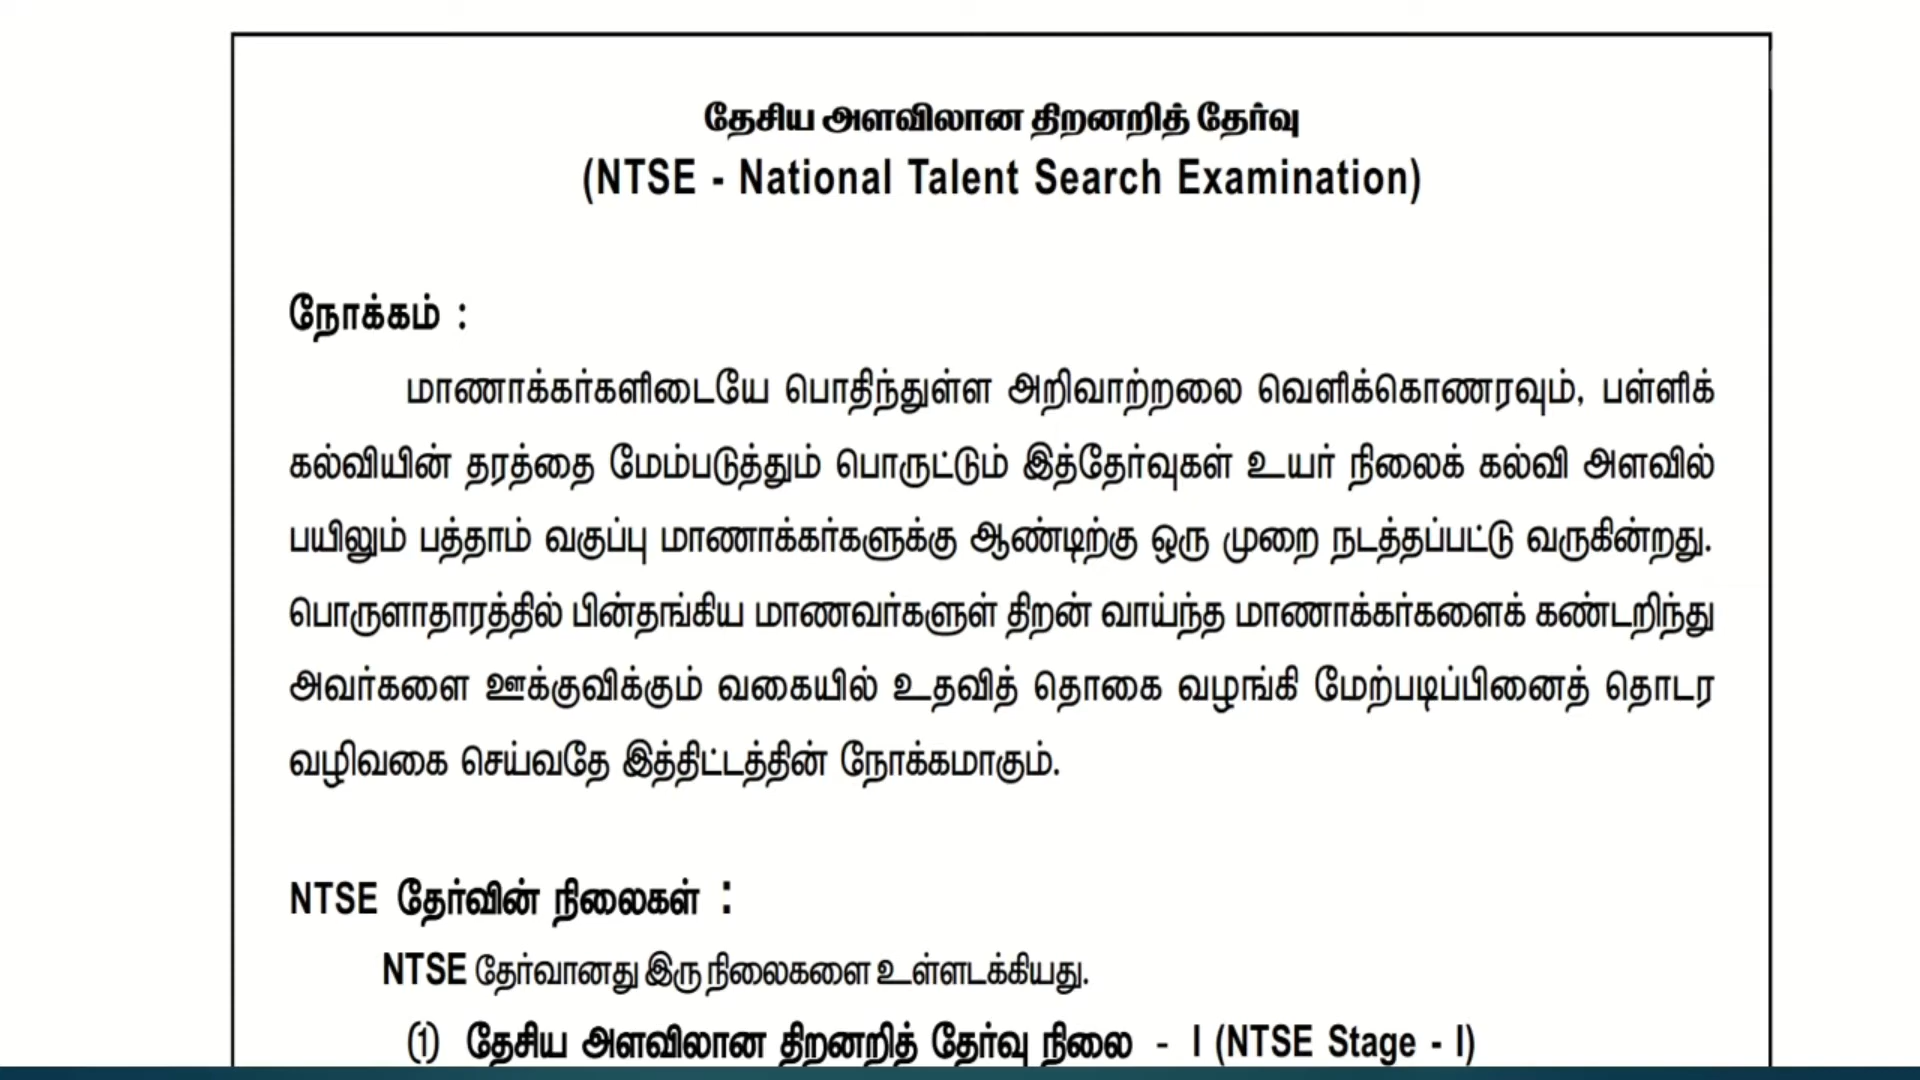 தேசிய அளவிலான திறனறித் தேர்வு
(NTSE - National Talent Search Examination)
நோக்கம் :
மாணாக்கர்களிடையே பொதிந்துள்ள அறிவாற்றலை வெளிக்கொணரவும், பள்ளிக்
கல்வியின் தரத்தை மேம்படுத்தும் பொருட்டும் இத்தேர்வுகள் உயர் நிலைக் கல்வி அளவில்
பயிலும் பத்தாம் வகுப்பு மாணாக்கர்களுக்கு ஆண்டிற்கு ஒரு முறை நடத்தப்பட்டு வருகின்றது.
பொருளாதாரத்தில் பின்தங்கிய மாணவர்களுள் திறன் வாய்ந்த மாணாக்கர்களைக் கண்டறிந்து
அவர்களை ஊக்குவிக்கும் வகையில் உதவித் தொகை வழங்கி மேற்படிப்பினைத் தொடர
வழிவகை செய்வதே இத்திட்டத்தின் நோக்கமாகும்.
NTSE தேர்வின் நிலைகள் :
NTSE தேர்வானது இரு நிலைகளை உள்ளடக்கியது.
(1) தேசிய அளவிலான திறனறித் தேர்வு நிலை - I (NTSE Stage - I)